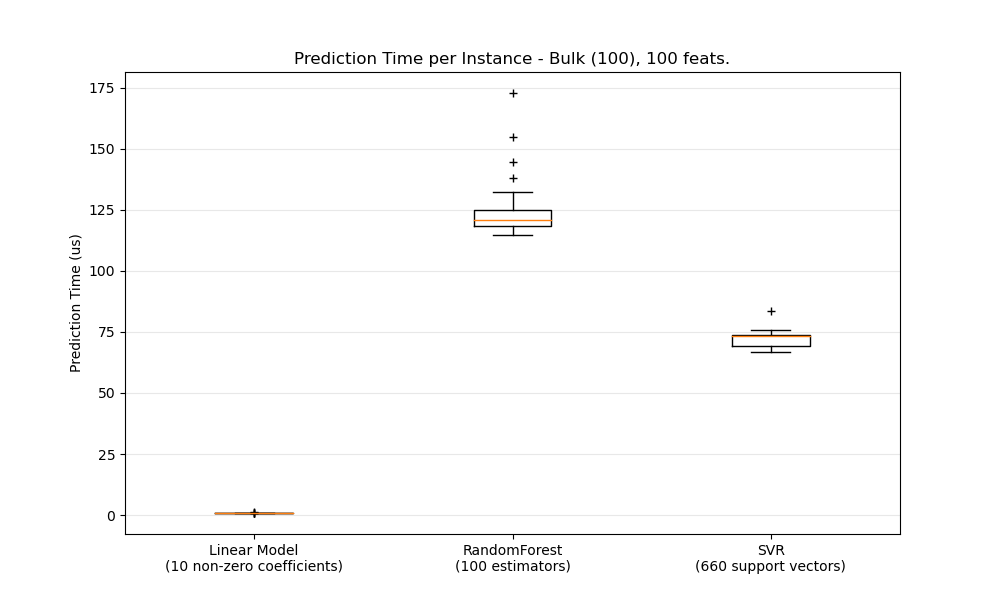 Prediction Time per Instance - Bulk (100), 100 feats.
Prediction Time (us)
175
150
125
100
75
50
25
0
Linear Model
(10 non-zero coefficients)
RandomForest
(100 estimators)
SVR
(660 support vectors)